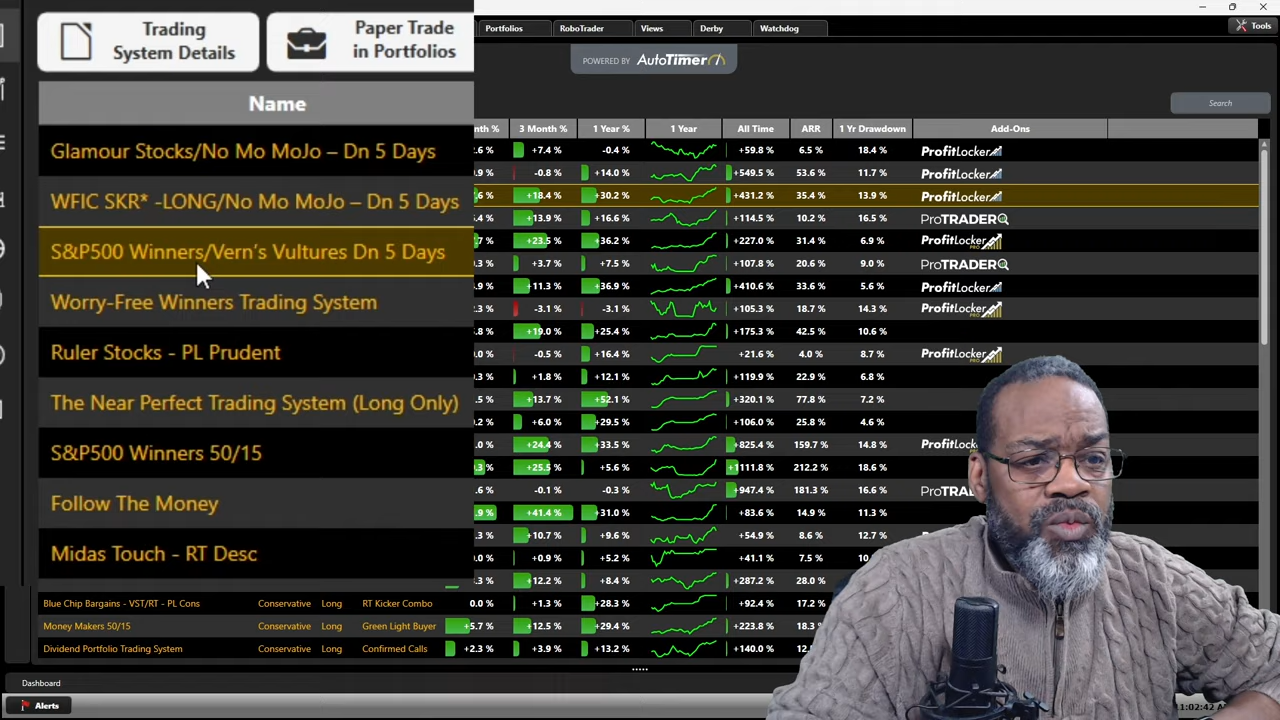 Trading
System Details
Paper Trade
in Portfolios
Portfolios RoboTrader Views Derby Watchdog
Tools
POWERED BY AutoTimer
Search
Name
3 Month % 1 Year % 1 Year All Time ARR 1 Yr Drawdown Add-Ons
Glamour Stocks/No Mo MoJo – Dn 5 Days
WFIC SKR* -LONG/No Mo MoJo – Dn 5 Days
S&P500 Winners/Vern’s Vultures Dn 5 Days
Worry-Free Winners Trading System
Ruler Stocks - PL Prudent
The Near Perfect Trading System (Long Only)
S&P500 Winners 50/15
Follow The Money
Midas Touch - RT Desc
+7.4 % -0.4 % +59.8 % 6.5 % 18.4 % ProfitLocker
-0.8 % +14.0 % +549.5 % 53.6 % 11.7 % ProfitLocker
+18.4 % +30.2 % +431.2 % 35.4 % 13.9 % ProfitLocker
+13.9 % +16.6 % +114.5 % 10.2 % 16.5 % ProTRADER
+23.5 % +36.2 % +227.0 % 31.4 % 6.9 % ProfitLocker PRO
+3.7 % +7.5 % +107.8 % 20.6 % 9.0 % ProTRADER
+11.3 % +36.9 % +410.6 % 33.6 % 5.6 % ProfitLocker
-3.1 % -3.1 % +105.3 % 18.7 % 14.3 % ProfitLocker PRO
+19.0 % +25.4 % +175.3 % 42.5 % 10.6 %
-0.5 % +16.4 % +21.6 % 4.0 % 8.7 % ProfitLocker PRO
+1.8 % +12.1 % +119.9 % 22.9 % 6.8 %
+13.7 % +52.1 % +320.1 % 77.8 % 7.2 %
+6.0 % +29.5 % +106.0 % 25.8 % 4.6 %
+24.4 % +33.5 % +825.4 % 159.7 % 14.8 %
+25.5 % +5.6 % +1111.8 % 212.2 % 18.6 %
-0.1 % -0.3 % +947.4 % 181.3 % 16.6 %
+41.4 % +31.0 % +83.6 % 14.9 % 11.3 %
+10.7 % +9.6 % +54.9 % 8.6 % 12.7 %
+0.9 % +5.2 % +41.1 % 7.5 %
+12.2 % +8.4 % +287.2 % 28.0 %
Blue Chip Bargains - VST/RT - PL Cons Conservative Long RT Kicker Combo 0.0 % +1.3 % +28.3 % +92.4 % 17.2 %
Money Makers 50/15 Conservative Long Green Light Buyer +5.7 % +12.5 % +29.4 % +223.8 % 18.3
Dividend Portfolio Trading System Conservative Long Confirmed Calls +2.3 % +3.9 % +13.2 % +140.0 %
Dashboard
Alerts